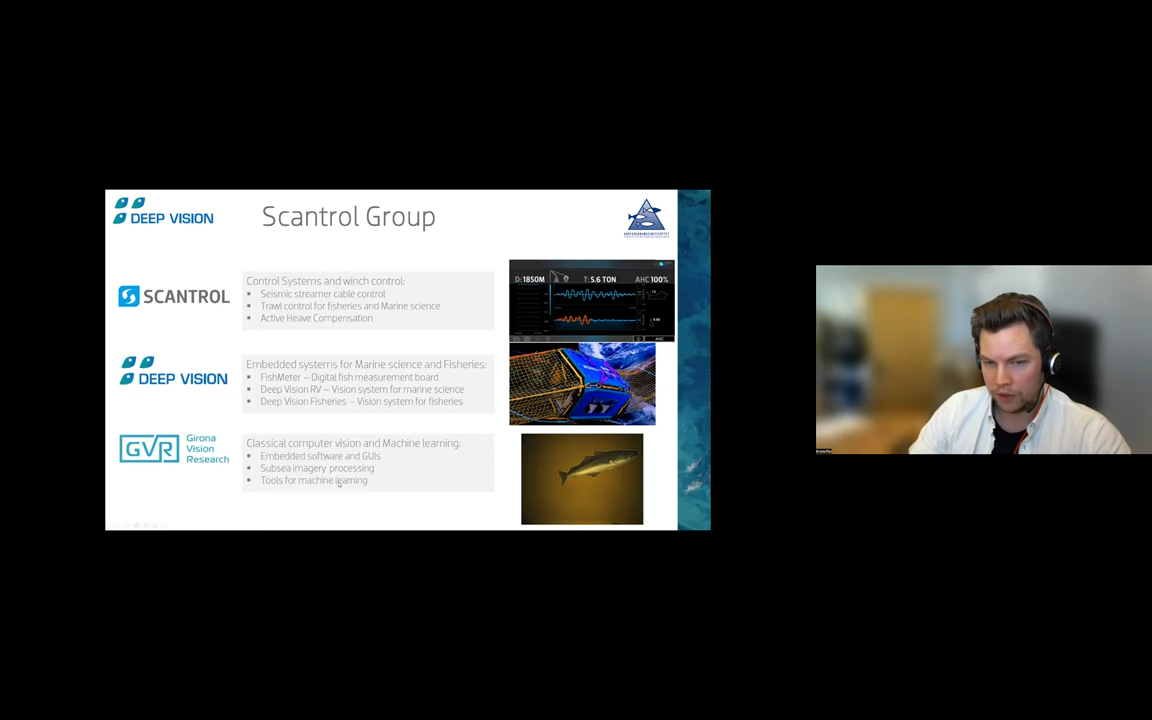 DEEP VISION
Scantrol Group
SCANTROL
Control Systems and winch control:
Seismic streamer cable control
Trawl control for fisheries and Marine science
Active Heave Compensation
D: 1850M
T: 5.6 TON
AHC 100%
AHC
DEEP VISION
Embedded systems for Marine science and Fisheries:
FishMeter – Digital fish measurement board
Deep Vision RV – Vision system for marine science
Deep Vision Fisheries – Vision system for fisheries
GVR
Girona
Vision
Research
Classical computer vision and Machine learning:
Embedded software and GUIs
Subsea imagery processing
Tools for machine learning